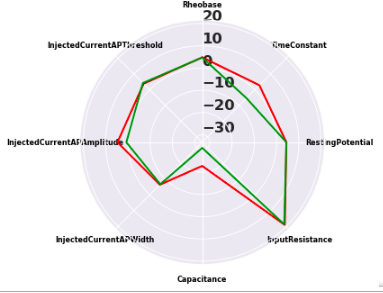 Rheobase
20
InjectedCurrentAPThreshold
TimeConstant
10
0
−10
−20
−30
InjectedCurrentAPAmplitude
RestingPotential
InjectedCurrentAPWidth
InputResistance
Capacitance